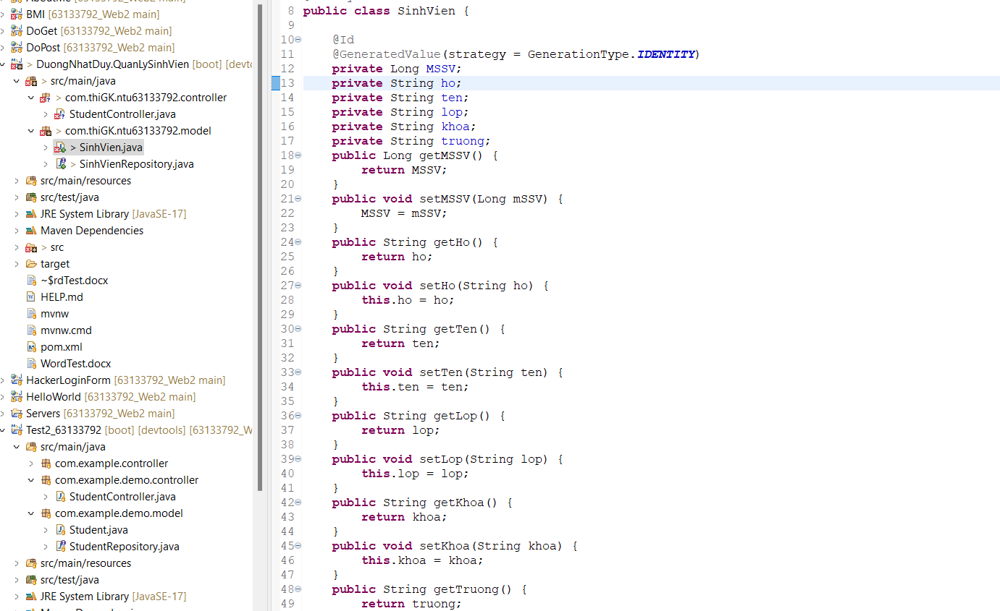 BMI [63133792_Web2 main]
DoGet [63133792_Web2 main]
DoPost [63133792_Web2 main]
> DuongNhatDuy.QuanLySinhVien [boot]
> src/main/java
> com.thiGK.ntu63133792.controller
StudentController.java
> com.thiGK.ntu63133792.model
> SinhVien.java
> SinhVienRepository.java
src/main/resources
src/test/java
JRE System Library [JavaSE-17]
Maven Dependencies
> src
target
~$rdTest.docx
HELP.md
mvnw
mvnw.cmd
pom.xml
WordTest.docx
HackerLoginForm [63133792_Web2 main]
HelloWorld [63133792_Web2 main]
Servers [63133792_Web2 main]
Test2_63133792 [boot] [devtools] [63133792_W
src/main/java
com.example.controller
com.example.demo.controller
StudentController.java
com.example.demo.model
Student.java
StudentRepository.java
src/main/resources
src/test/java
JRE System Library [JavaSE-17]
8 public class SinhVien {
9
10 @Id
11 @GeneratedValue(strategy = GenerationType.IDENTITY)
12 private Long MSSV;
13 private String ho;
14 private String ten;
15 private String lop;
16 private String khoa;
17 private String truong;
18 public Long getMSSV() {
19 return MSSV;
20 }
21 public void setMSSV(Long mSSV) {
22 MSSV = mSSV;
23 }
24 public String getHo() {
25 return ho;
26 }
27 public void setHo(String ho) {
28 this.ho = ho;
29 }
30 public String getTen() {
31 return ten;
32 }
33 public void setTen(String ten) {
34 this.ten = ten;
35 }
36 public String getLop() {
37 return lop;
38 }
39 public void setLop(String lop) {
40 this.lop = lop;
41 }
42 public String getKhoa() {
43 return khoa;
44 }
45 public void setKhoa(String khoa) {
46 this.khoa = khoa;
47 }
48 public String getTruong() {
49 return truong;